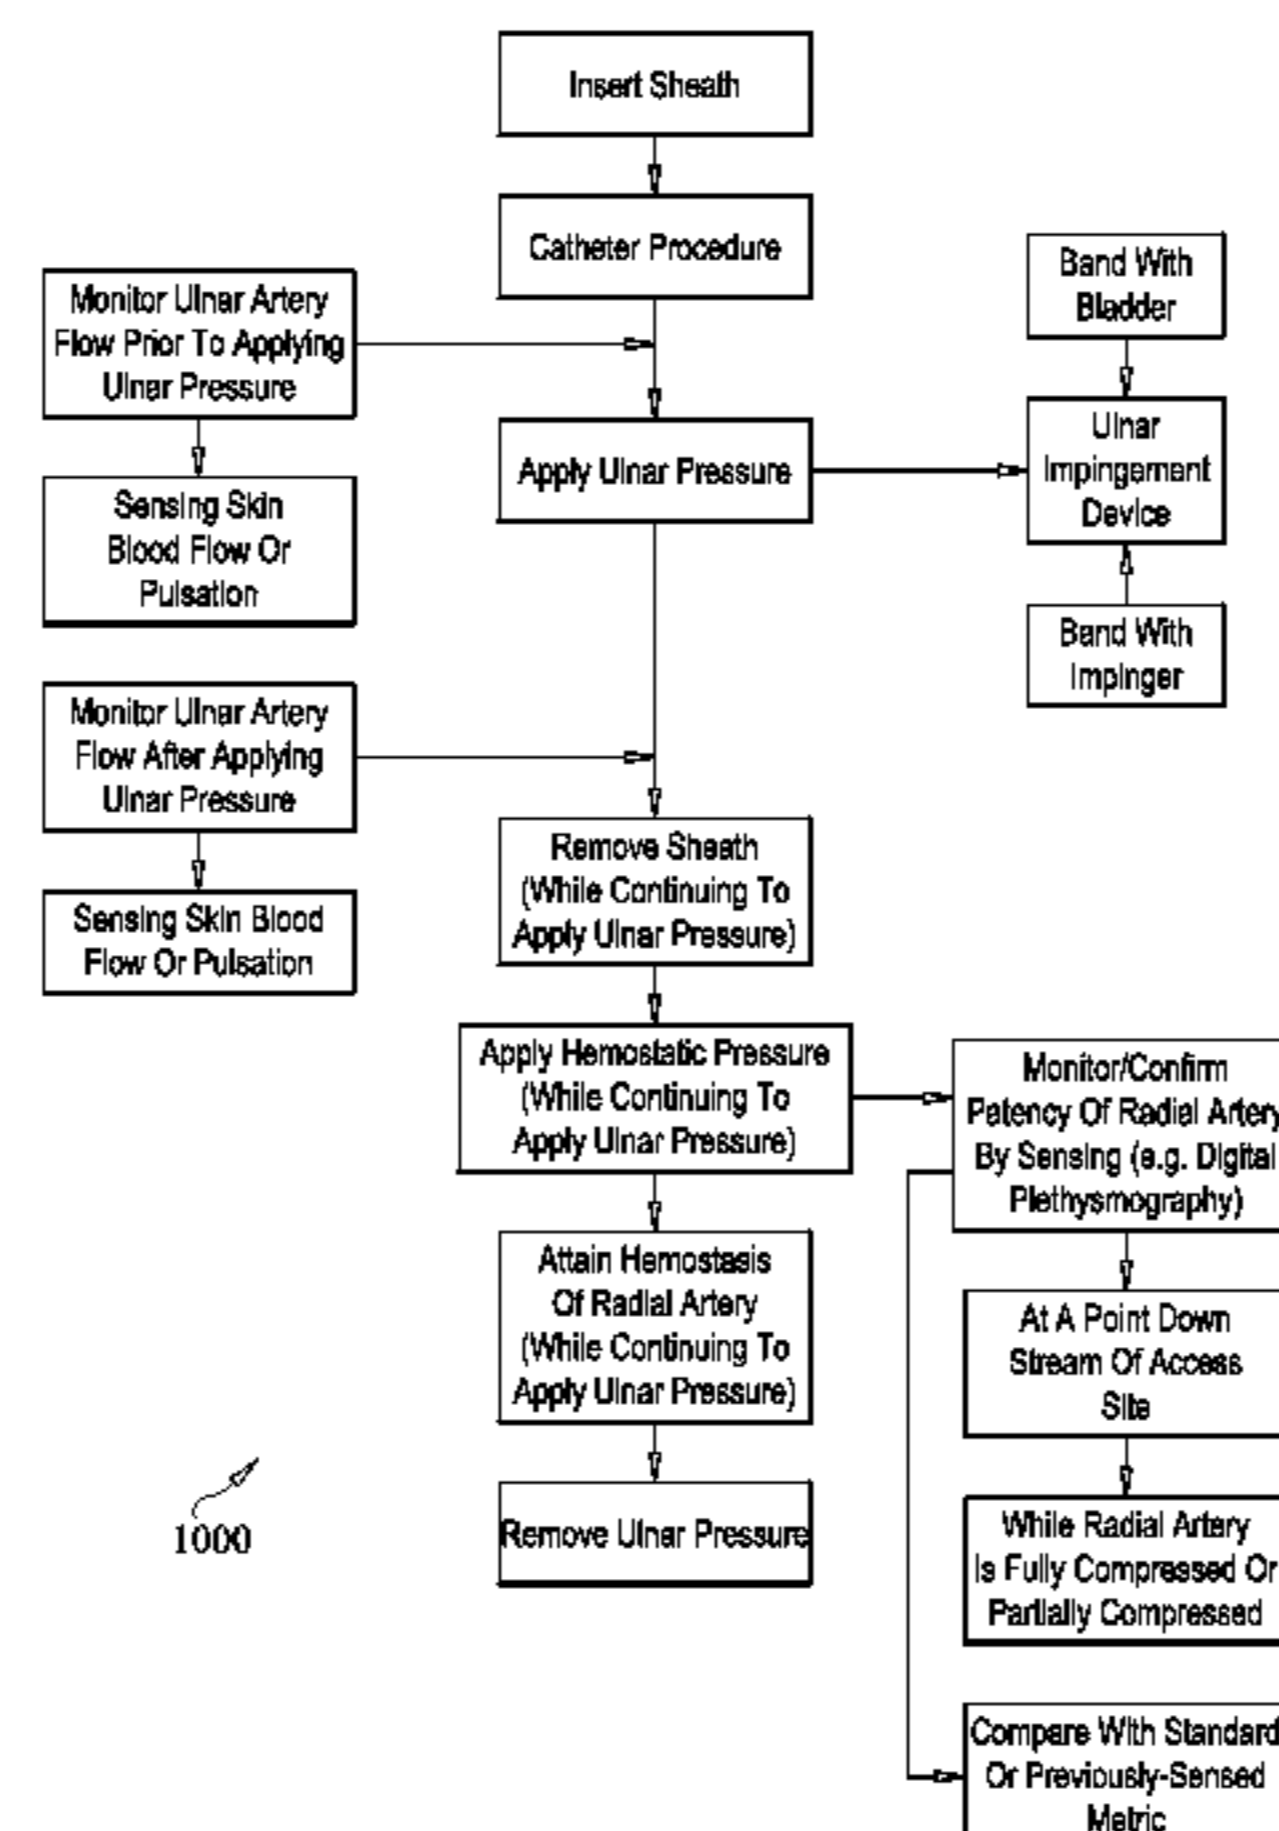 Insert Sheath
Catheter Procedure
Monitor Ulnar Artery
Flow Prior To Applying
Ulnar Pressure
Band With
Bladder
Apply Ulnar Pressure
Ulnar
Impingement
Device
Sensing Skin
Blood Flow Or
Pulsation
Band With
Impinger
Monitor Ulnar Artery
Flow After Applying
Ulnar Pressure
Remove Sheath
(While Continuing To
Apply Ulnar Pressure)
Sensing Skin Blood
Flow Or Pulsation
Apply Hemostatic Pressure
(While Continuing To
Apply Ulnar Pressure)
Monitor/Confirm
Patency Of Radial Artery
By Sensing (e.g. Digital
Plethysmography)
Attain Hemostasis
Of Radial Artery
(While Continuing To
Apply Ulnar Pressure)
At A Point Down
Stream Of Access
Site
Remove Ulnar Pressure
While Radial Artery
Is Fully Compressed Or
Partially Compressed
1000
Compare With Standard
Or Previously-Sensed
Metric